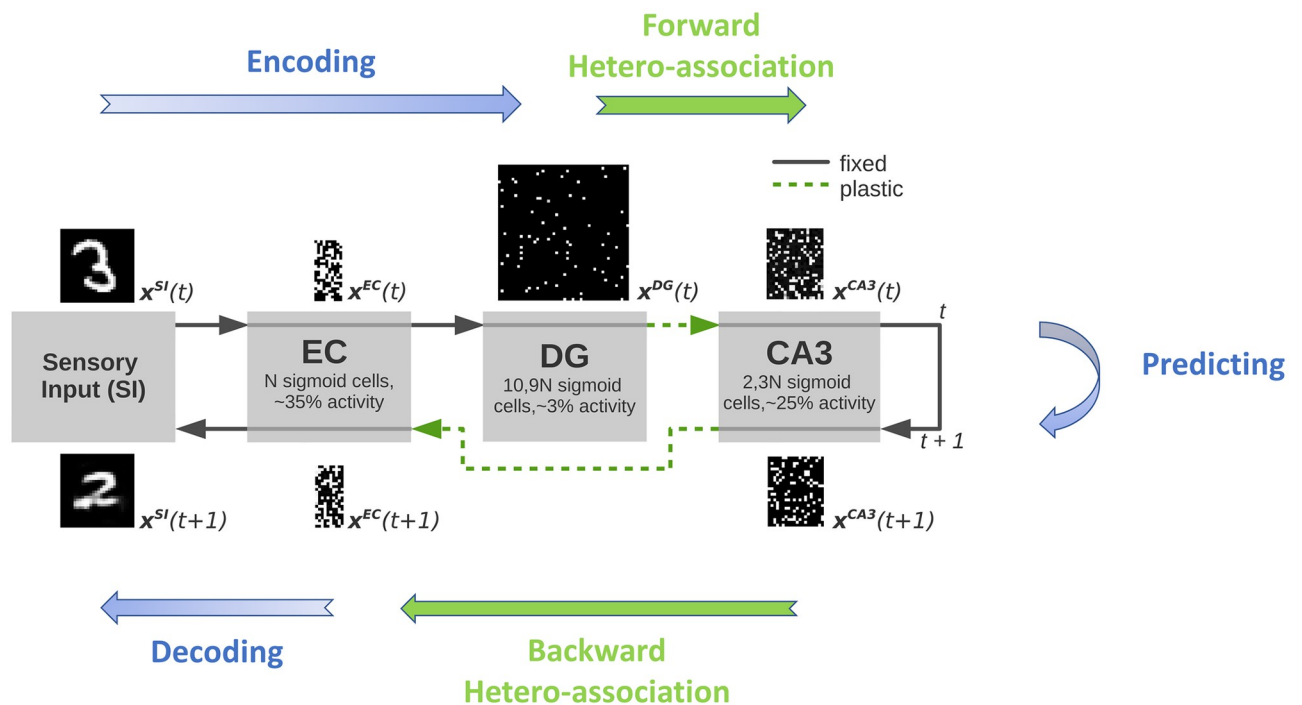 Forward
Hetero-association
Encoding
fixed
plastic
x^SI(t)
x^EC(t)
x^DG(t)
x^CA3(t)
t
Sensory
Input (SI)
EC
N sigmoid cells,
~35% activity
DG
10,9N sigmoid
cells,~3% activity
CA3
2,3N sigmoid
cells,~25% activity
Predicting
t + 1
x^SI(t+1)
x^EC(t+1)
x^CA3(t+1)
Decoding
Backward
Hetero-association
3
2